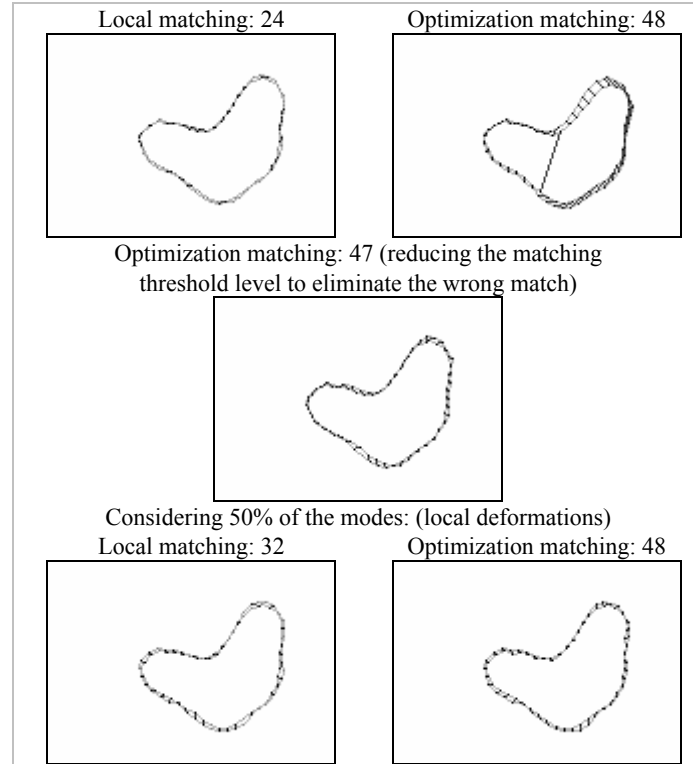 Local matching: 24
Optimization matching: 48
Optimization matching: 47 (reducing the matching
threshold level to eliminate the wrong match)
Considering 50% of the modes: (local deformations)
Local matching: 32
Optimization matching: 48